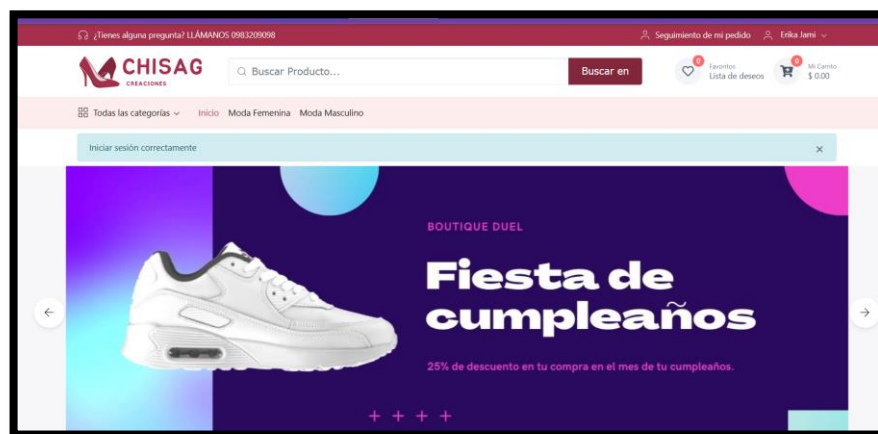 ¿Tienes alguna pregunta? LLÁMANOS 0983209098
Seguimiento de mi pedido
Erika Jami
CHISAG
CREACIONES
Buscar Producto...
Buscar en
0
Favoritos
Lista de deseos
0
Mi Carrito
$ 0.00
Todas las categorías
Inicio
Moda Femenina
Moda Masculino
Iniciar sesión correctamente
BOUTIQUE DUEL
Fiesta de
cumpleaños
25% de descuento en tu compra en el mes de tu cumpleaños.